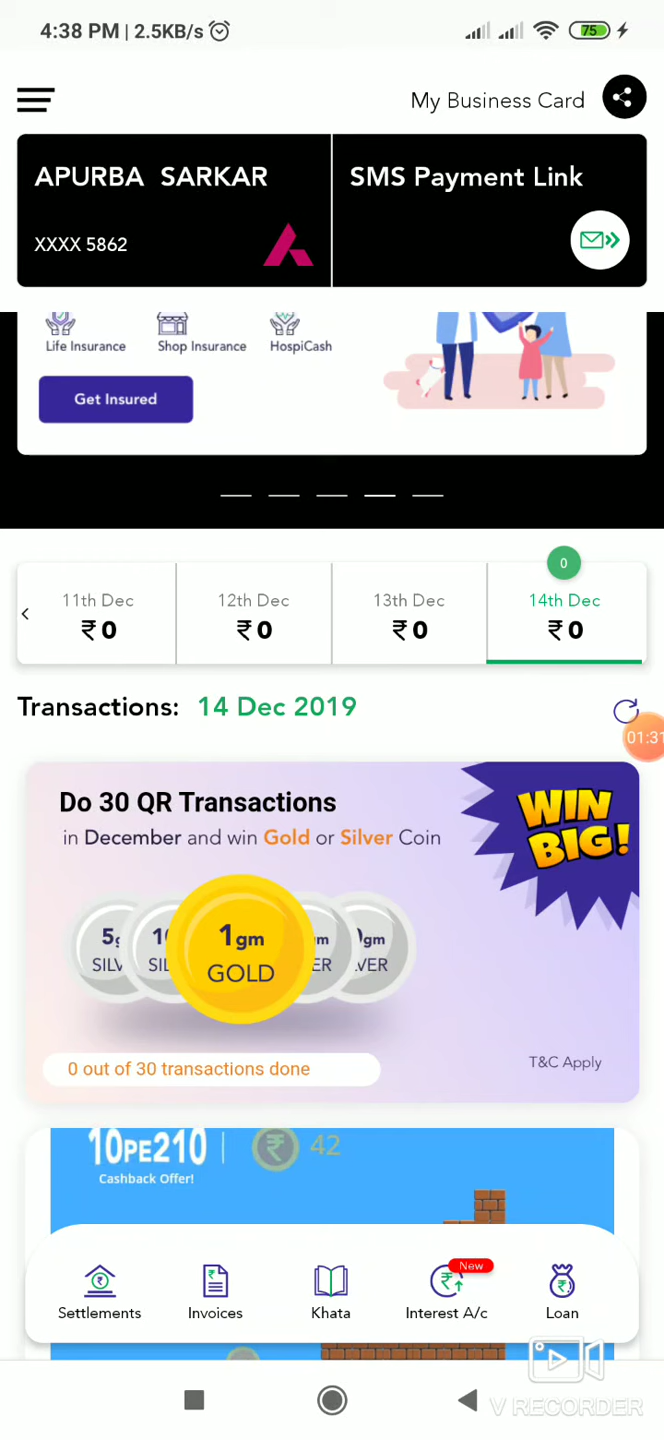 4:38 PM | 2.5KB/s
75
My Business Card
APURBA SARKAR
SMS Payment Link
XXXX 5862
Life Insurance
Shop Insurance
HospiCash
Get Insured
0
11th Dec
12th Dec
13th Dec
14th Dec
₹0
₹0
₹0
₹0
Transactions: 14 Dec 2019
01:31
Do 30 QR Transactions
in December and win Gold or Silver Coin
WIN
BIG!
1gm
GOLD
0 out of 30 transactions done
T&C Apply
10PE210
₹ 42
Cashback Offer!
New
Settlements
Invoices
Khata
Interest A/c
Loan
V RECORDER